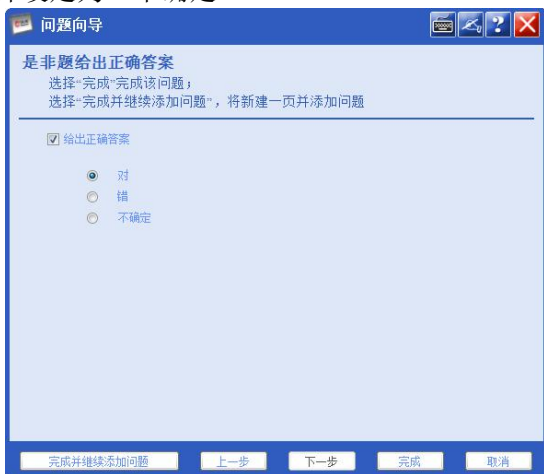 问题向导
是非题给出正确答案
选择“完成”完成该问题；
选择“完成并继续添加问题”，将新建一页并添加问题
给出正确答案
对
错
不确定
完成并继续添加问题 上一步 下一步 完成 取消